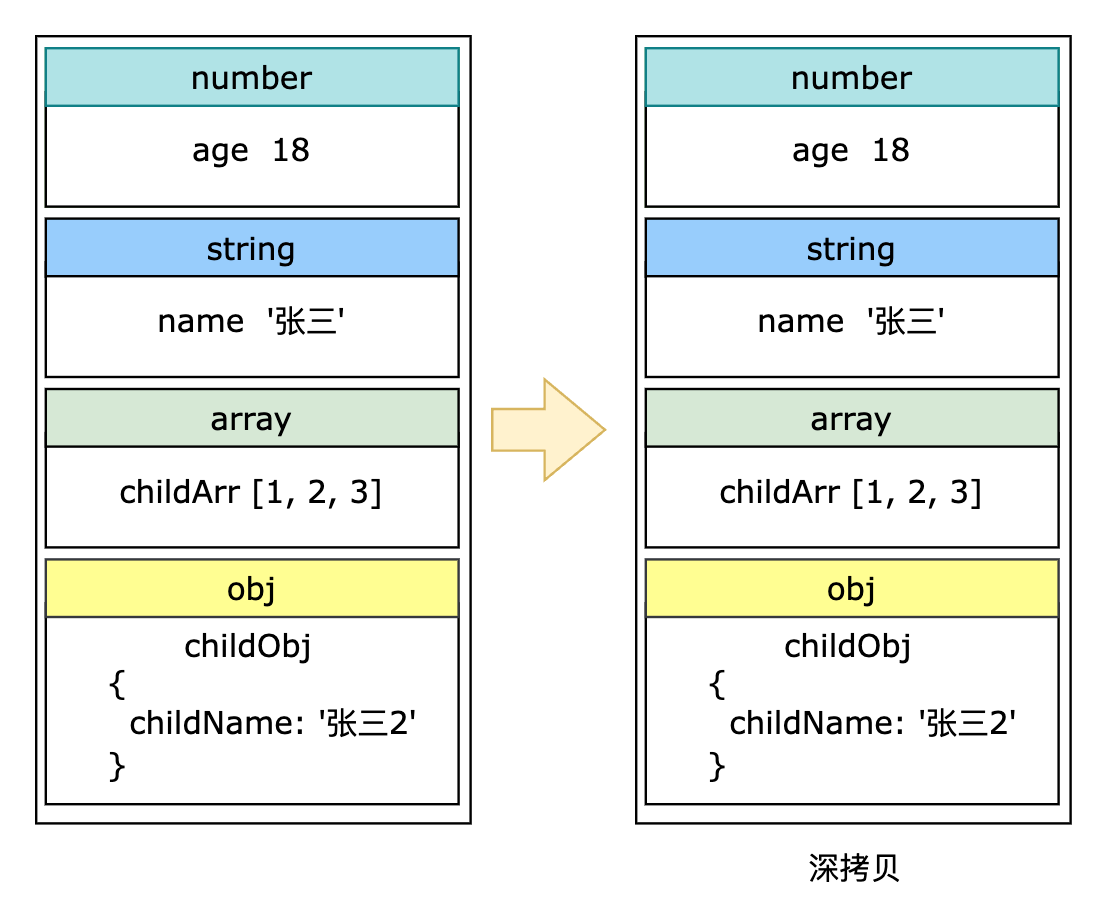 number
age 18
string
name '张三'
array
childArr [1, 2, 3]
obj
childObj
{
childName: '张三2'
}
number
age 18
string
name '张三'
array
childArr [1, 2, 3]
obj
childObj
{
childName: '张三2'
}
深拷贝